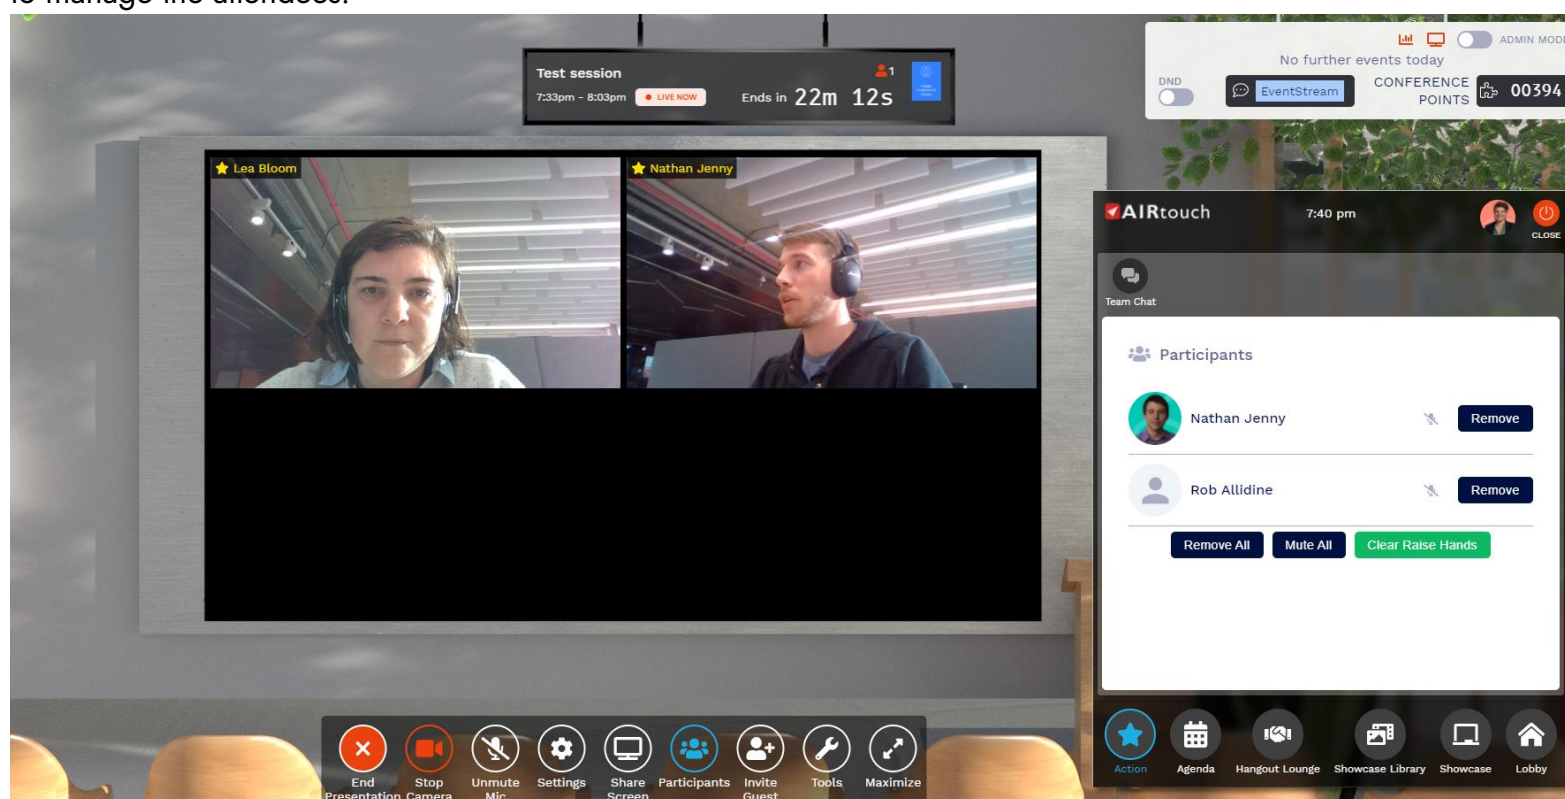 to manage the attendees.
Test session
1
7:33pm - 8:03pm
LIVE NOW
Ends in 22m 12s
ADMIN MODE
No further events today
DND
EventStream
CONFERENCE
POINTS
00394
Lea Bloom
Nathan Jenny
AIRtouch
7:40 pm
CLOSE
Team Chat
Participants
Nathan Jenny
Remove
Rob Allidine
Remove
Remove All
Mute All
Clear Raise Hands
Action
Agenda
Hangout Lounge
Showcase Library
Showcase
Lobby
End
Presentation
Stop
Camera
Unmute
Mic
Settings
Share
Screen
Participants
Invite
Guest
Tools
Maximize